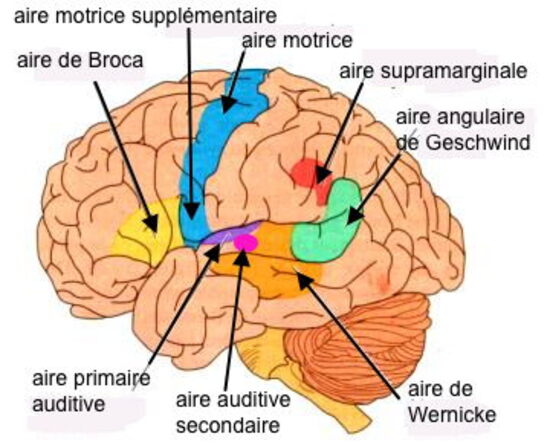 aire motrice supplémentaire
aire motrice
aire de Broca
aire supramarginale
aire angulaire
de Geschwind
aire primaire
auditive
aire auditive
secondaire
aire de
Wernicke